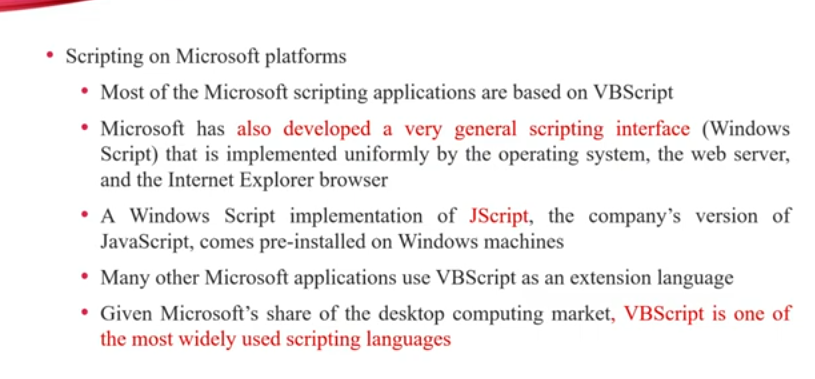 • Scripting on Microsoft platforms
• Most of the Microsoft scripting applications are based on VBScript
• Microsoft has also developed a very general scripting interface (Windows
Script) that is implemented uniformly by the operating system, the web server,
and the Internet Explorer browser
• A Windows Script implementation of JScript, the company’s version of
JavaScript, comes pre-installed on Windows machines
• Many other Microsoft applications use VBScript as an extension language
• Given Microsoft’s share of the desktop computing market, VBScript is one of
the most widely used scripting languages